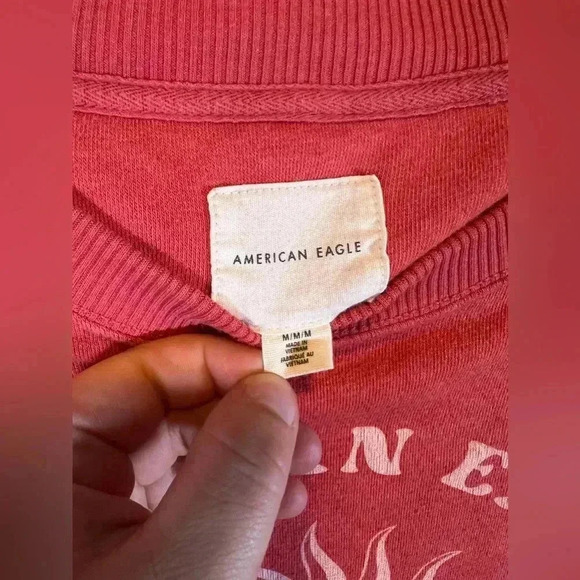 AMERICAN EAGLE
M/M/M
MADE IN
VIETNAM
FABRIQUÉ AU
VIETNAM